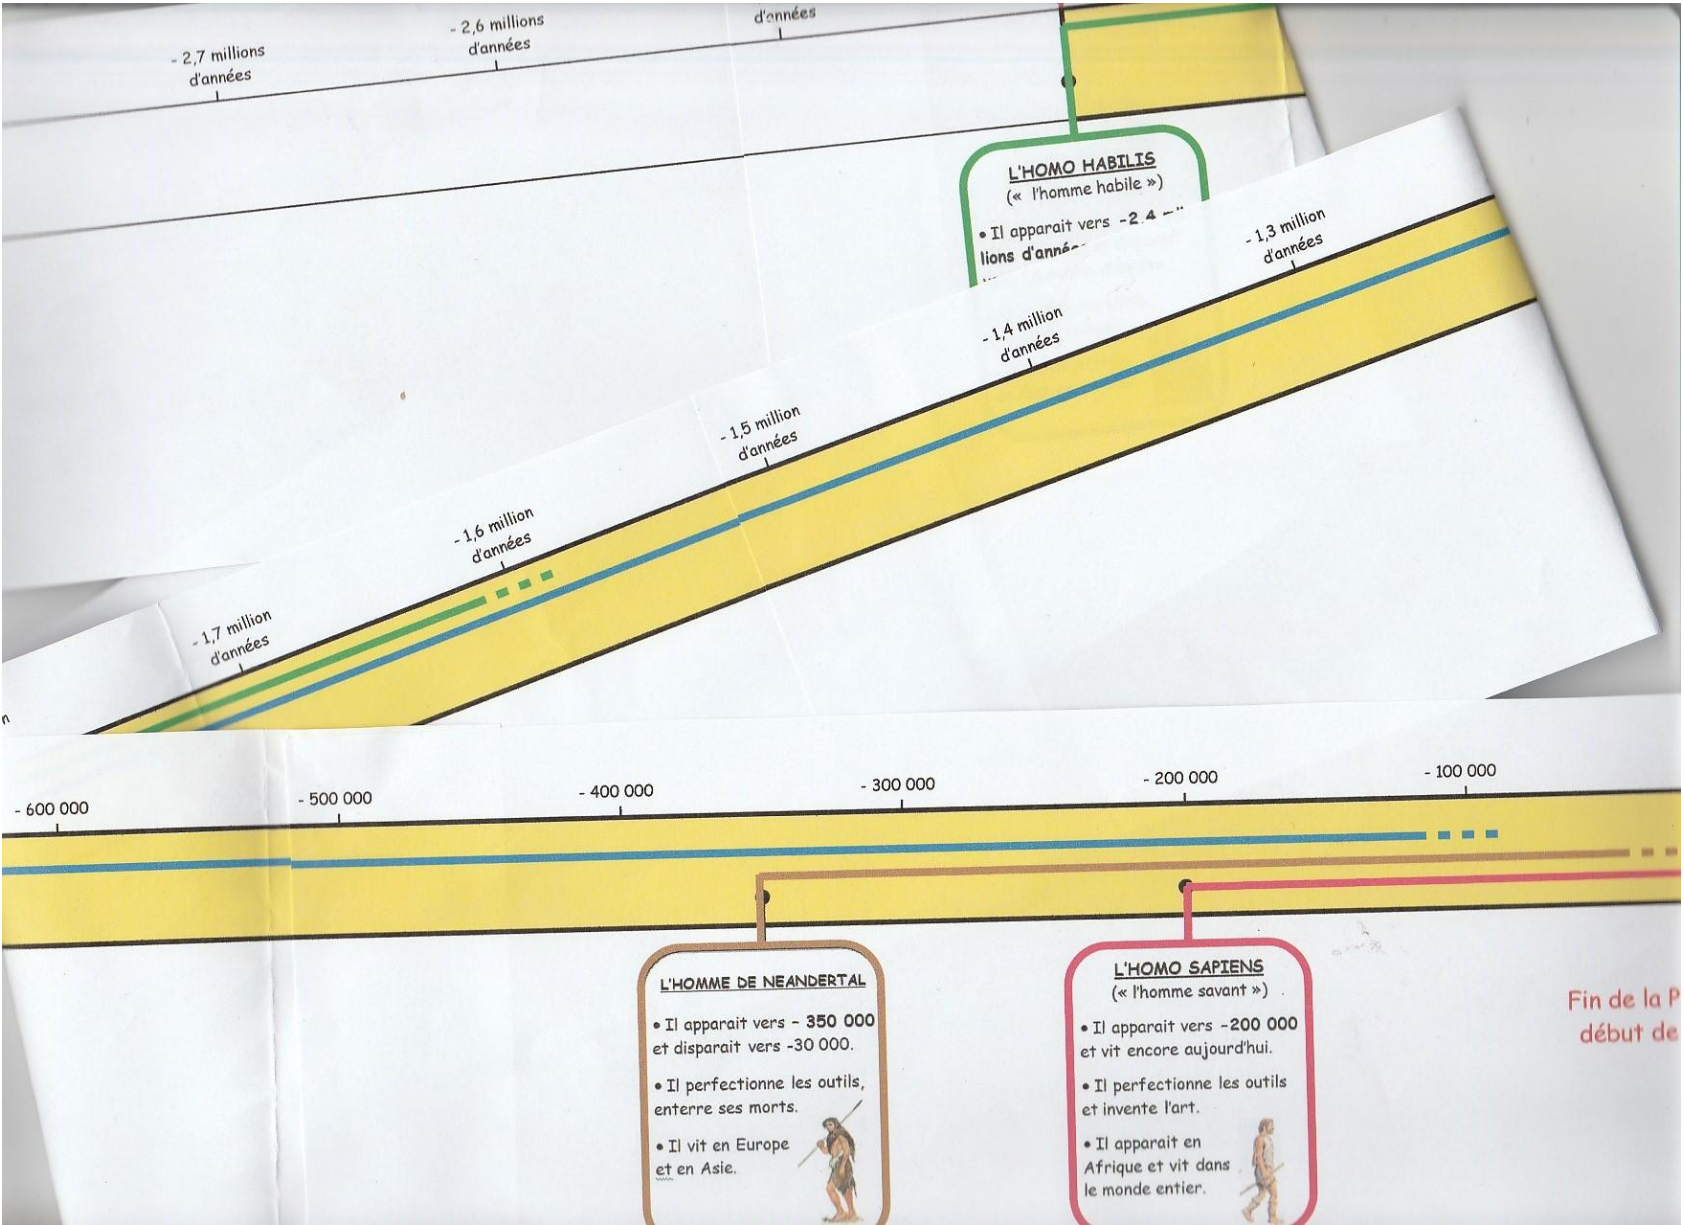 - 2,7 millions
d'années
- 2,6 millions
d'années
d'années
L'HOMO HABILIS
(« l'homme habile »)
• Il apparait vers -2,4
lions d'années
- 1,3 million
d'années
- 1,4 million
d'années
- 1,5 million
d'années
- 1,6 million
d'années
- 1,7 million
d'années
n
- 600 000
- 500 000
- 400 000
- 300 000
- 200 000
- 100 000
L'HOMME DE NEANDERTAL
• Il apparait vers - 350 000
et disparait vers -30 000.
• Il perfectionne les outils,
enterre ses morts.
• Il vit en Europe
et en Asie.
L'HOMO SAPIENS
(« l'homme savant »)
• Il apparait vers -200 000
et vit encore aujourd'hui.
• Il perfectionne les outils
et invente l'art.
• Il apparait en
Afrique et vit dans
le monde entier.
Fin de la P
début de